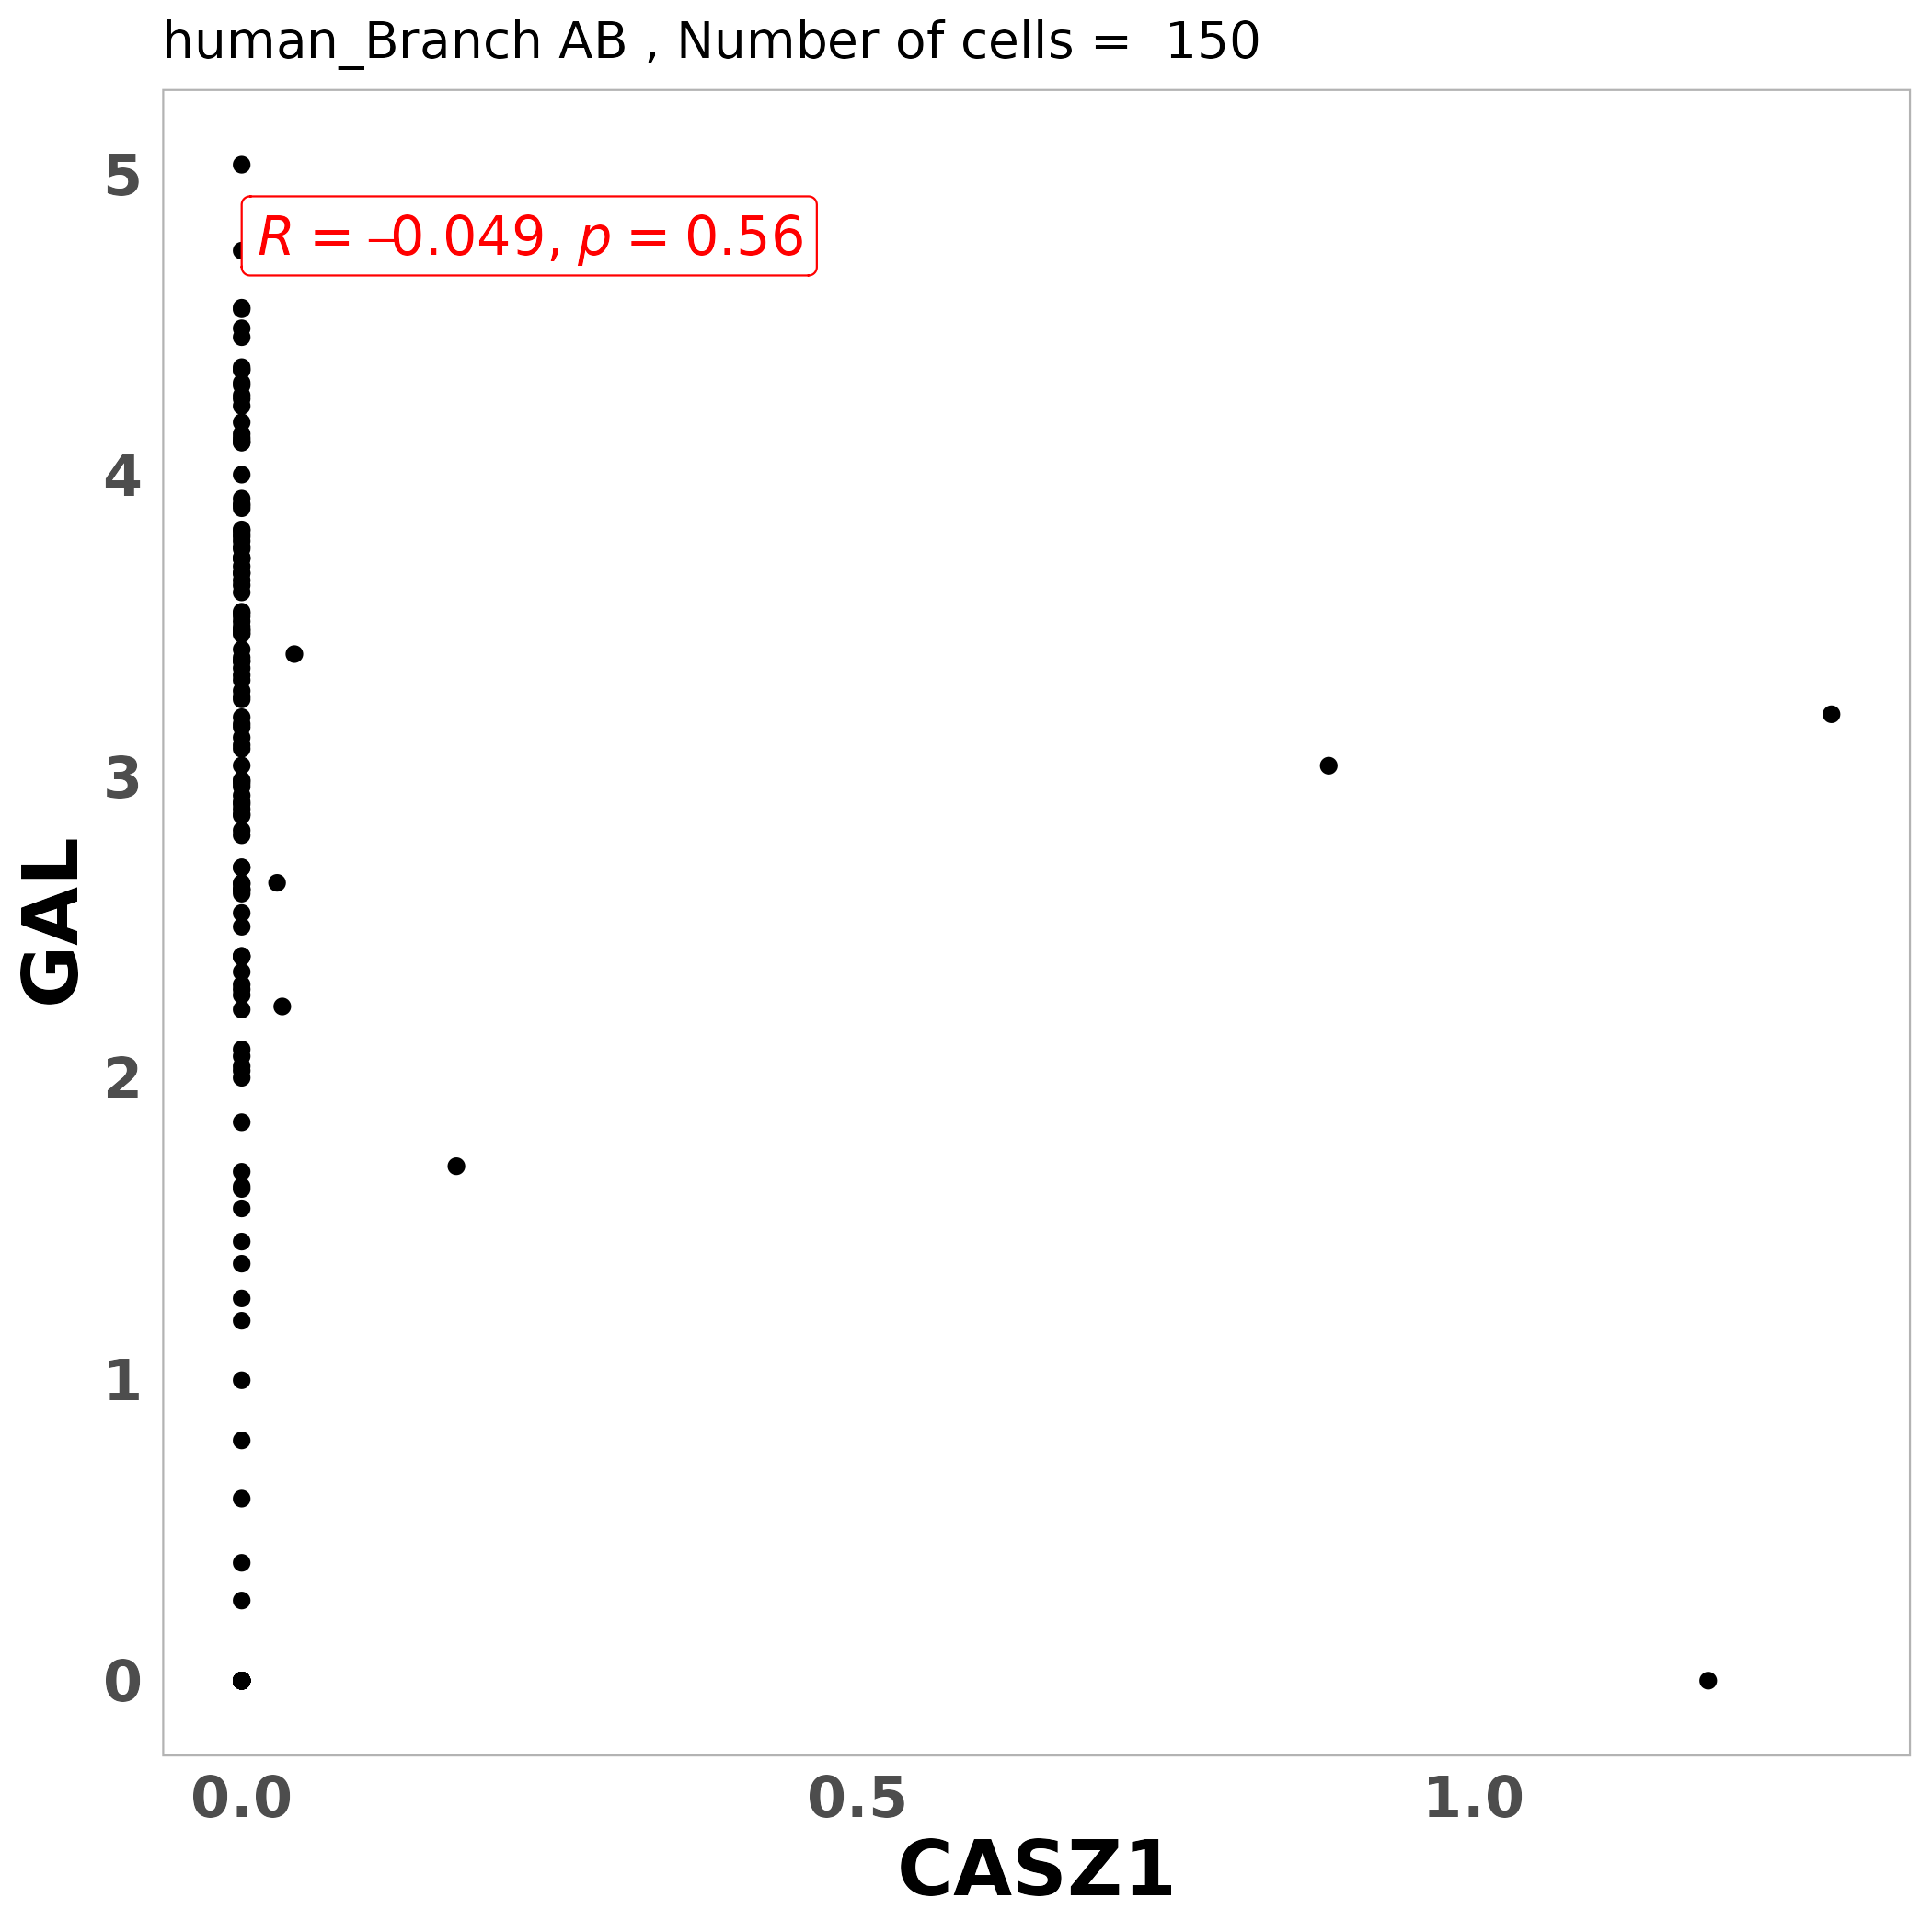 human_Branch AB , Number of cells =  150
5
R = –0.049, p = 0.56
4
3
GAL
2
1
0
0.0 0.5 1.0
CASZ1